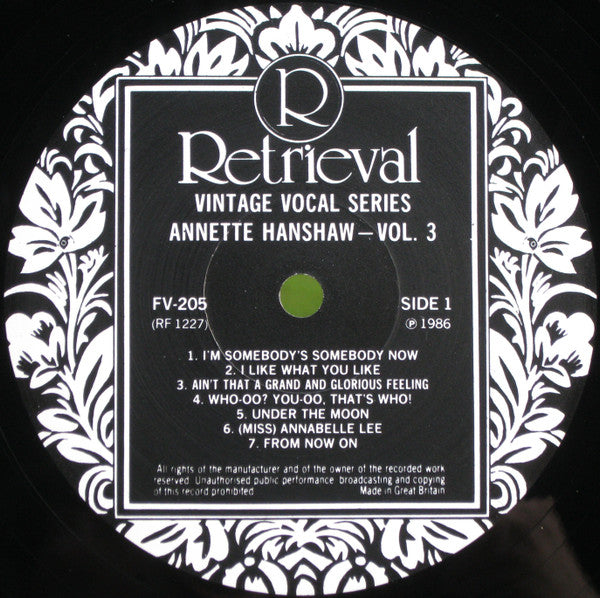 R
Retrieval
VINTAGE VOCAL SERIES
ANNETTE HANSHAW – VOL. 3
FV-205 SIDE 1
(RF 1227) ℗ 1986
1. I'M SOMEBODY'S SOMEBODY NOW
2. I LIKE WHAT YOU LIKE
3. AIN'T THAT A GRAND AND GLORIOUS FEELING
4. WHO-OO? YOU-OO, THAT'S WHO!
5. UNDER THE MOON
6. (MISS) ANNABELLE LEE
7. FROM NOW ON
All rights of the manufacturer and of the owner of the recorded work
reserved. Unauthorised public performance broadcasting and copying
of this record prohibited. Made in Great Britain